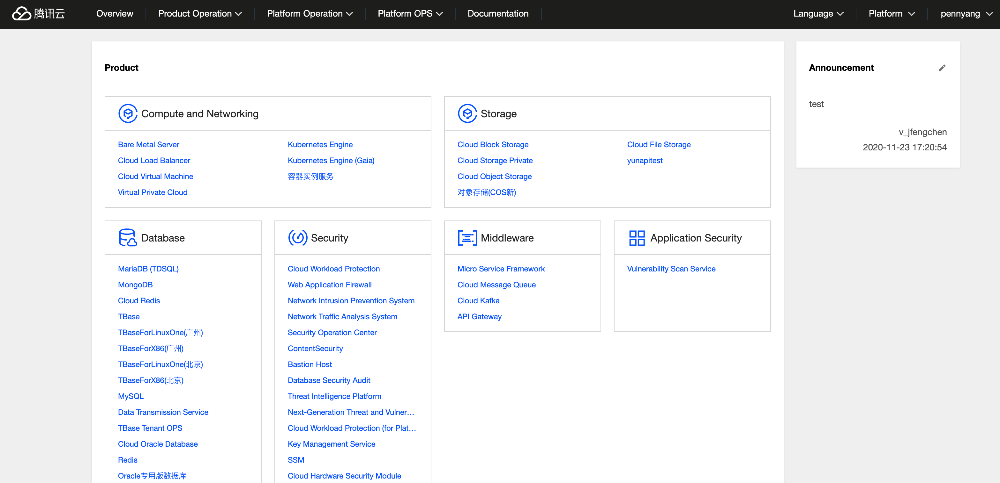 腾讯云
Overview
Product Operation
Platform Operation
Platform OPS
Documentation
Language
Platform
pennyang
Product
Compute and Networking
Bare Metal Server
Cloud Load Balancer
Cloud Virtual Machine
Virtual Private Cloud
Kubernetes Engine
Kubernetes Engine (Gaia)
容器实例服务
Storage
Cloud Block Storage
Cloud Storage Private
Cloud Object Storage
对象存储(COS新)
Cloud File Storage
yunapitest
Database
MariaDB (TDSQL)
MongoDB
Cloud Redis
TBase
TBaseForLinuxOne(广州)
TBaseForX86(广州)
TBaseForLinuxOne(北京)
TBaseForX86(北京)
MySQL
Data Transmission Service
TBase Tenant OPS
Cloud Oracle Database
Redis
Oracle专用版数据库
Security
Cloud Workload Protection
Web Application Firewall
Network Intrusion Prevention System
Network Traffic Analysis System
Security Operation Center
ContentSecurity
Bastion Host
Database Security Audit
Threat Intelligence Platform
Next-Generation Threat and Vulner...
Cloud Workload Protection (for Plat...
Key Management Service
SSM
Cloud Hardware Security Module
Middleware
Micro Service Framework
Cloud Message Queue
Cloud Kafka
API Gateway
Application Security
Vulnerability Scan Service
Announcement
test
v_jfengchen
2020-11-23 17:20:54